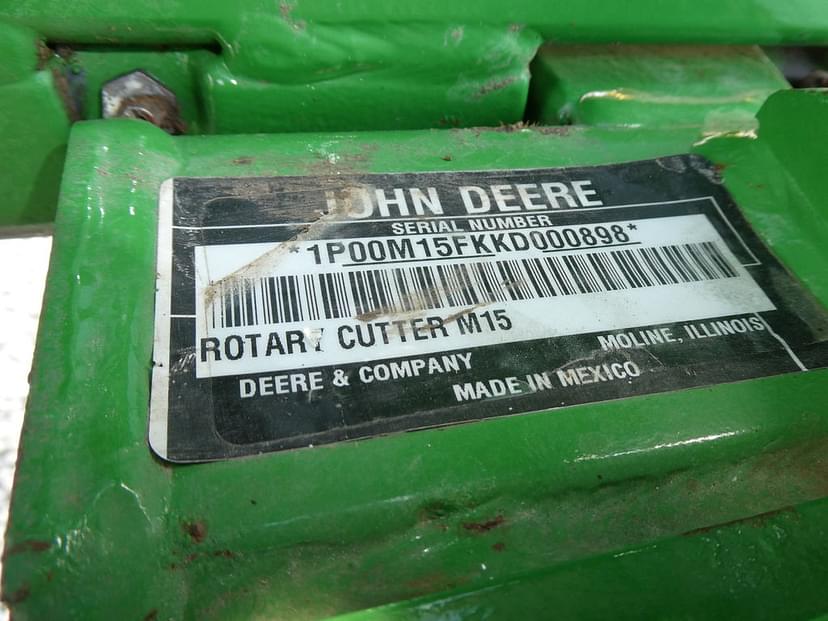 JOHN DEERE
SERIAL NUMBER
*1P00M15FKKD000898*
ROTARY CUTTER M15
DEERE & COMPANY MOLINE, ILLINOIS
MADE IN MEXICO